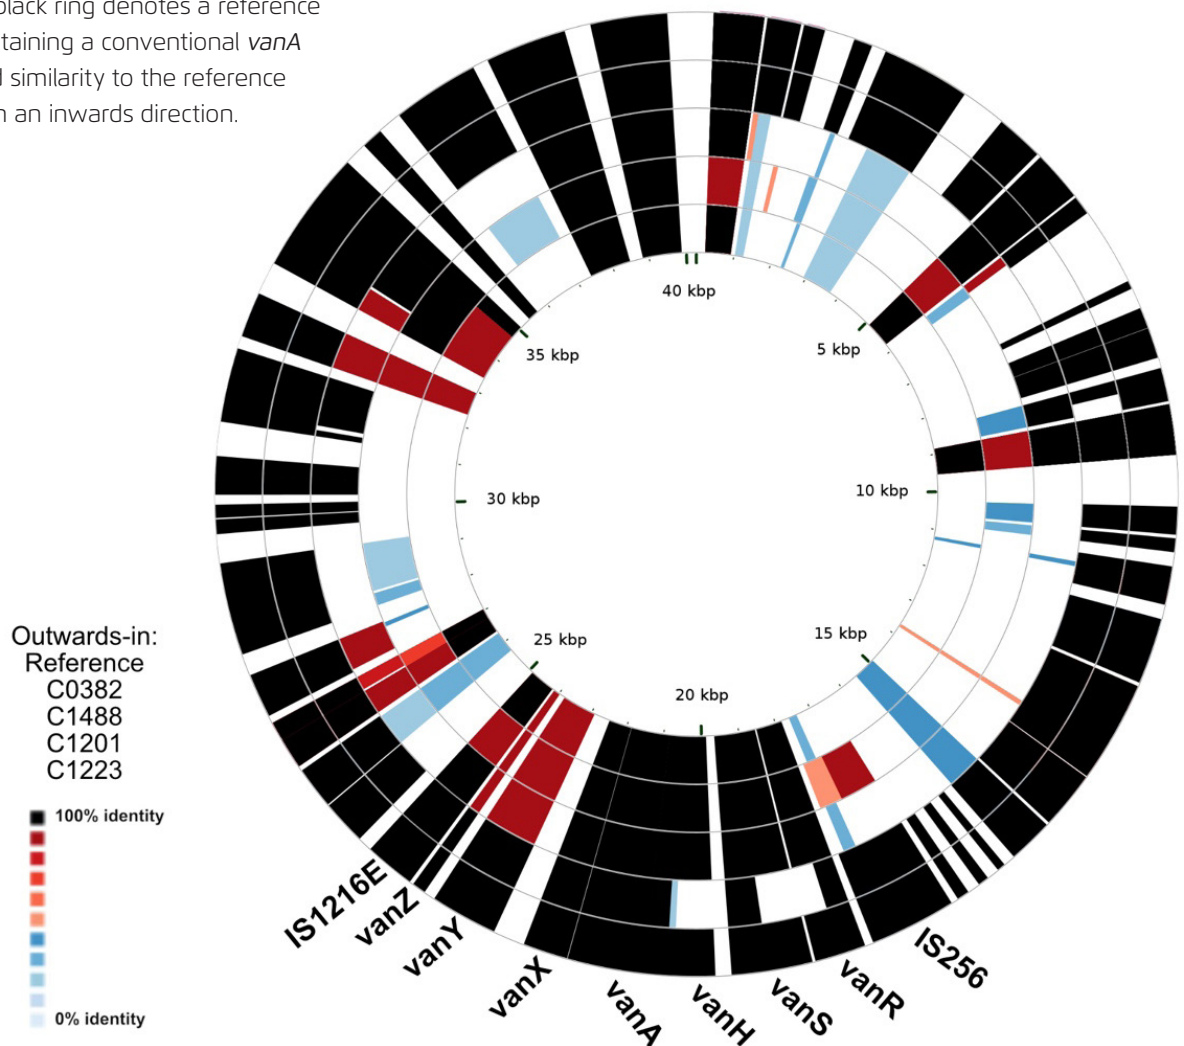 black ring denotes a reference
taining a conventional vanA
similarity to the reference
an inwards direction.
40 kbp
5 kbp
10 kbp
15 kbp
20 kbp
25 kbp
30 kbp
35 kbp
Outwards-in:
Reference
C0382
C1488
C1201
C1223
100% identity
0% identity
IS1216E
vanZ
vanY
vanX
vanA
vanH
vanS
vanR
IS256